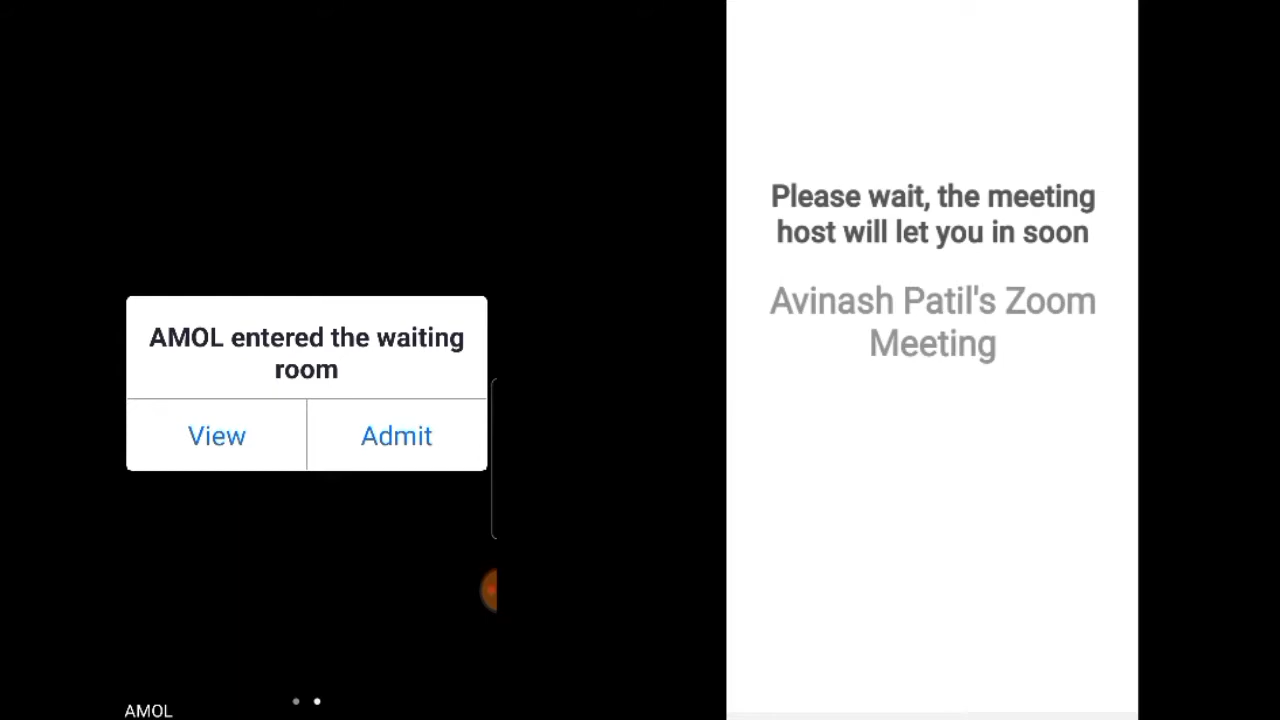 AMOL entered the waiting
room
View
Admit
AMOL
Please wait, the meeting
host will let you in soon
Avinash Patil's Zoom
Meeting